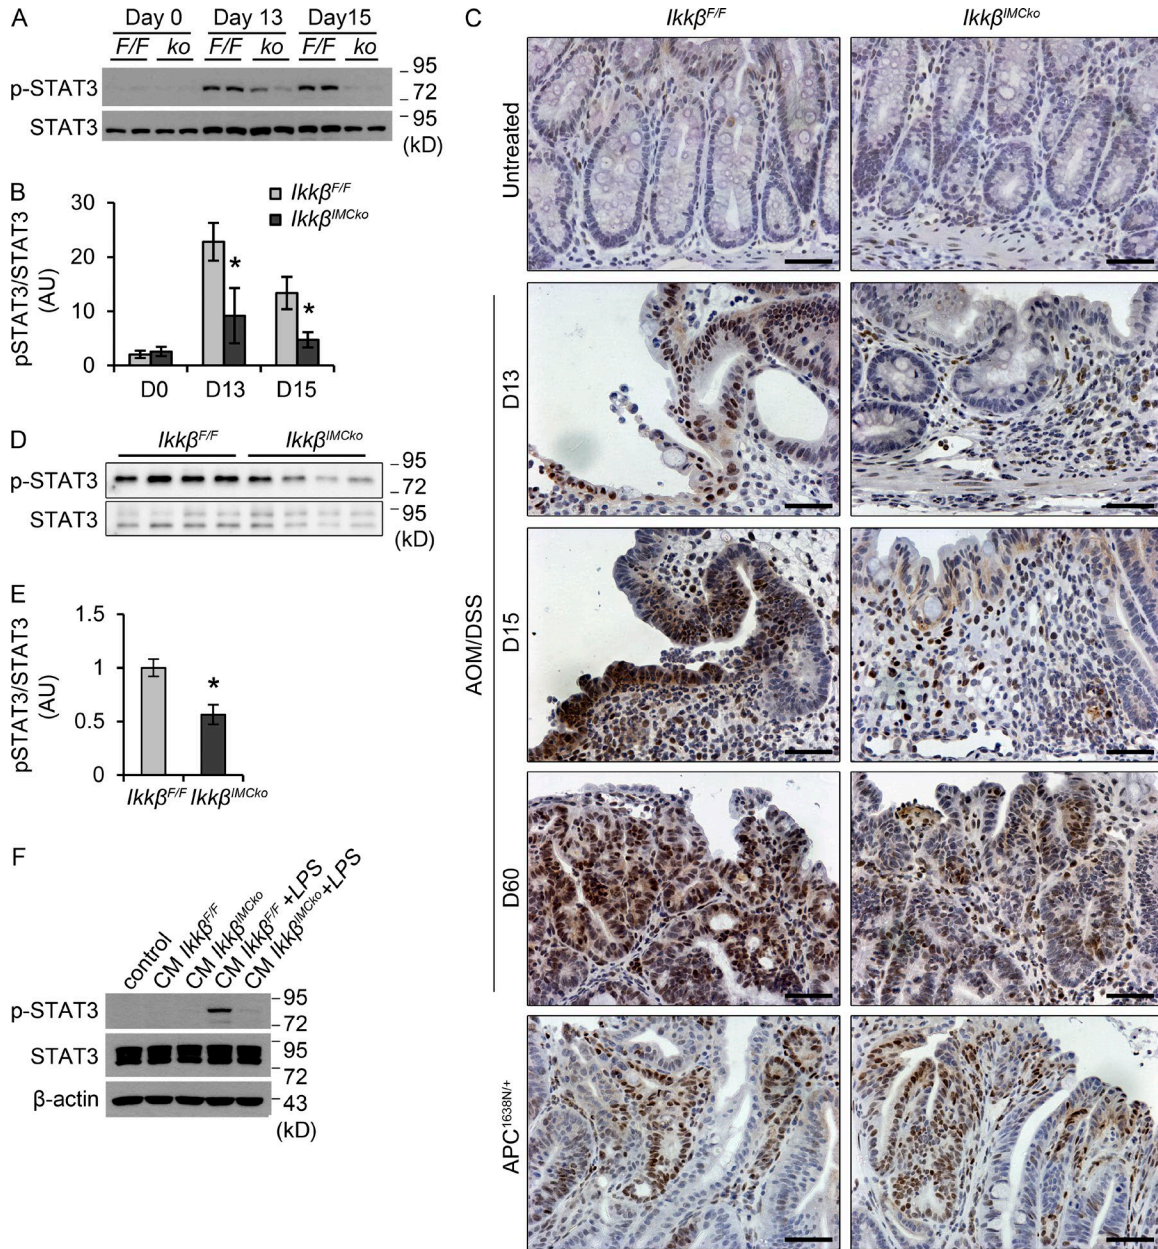 A
Day 0 Day 13 Day15
F/F ko F/F ko F/F ko
p-STAT3
95
72
STAT3
95
(kD)
B
Ikkβ^F/F
Ikkβ^IMCko
pSTAT3/STAT3
(AU)
30
20
10
0
*
*
D0 D13 D15
D
Ikkβ^F/F Ikkβ^IMCko
p-STAT3
95
72
STAT3
95
(kD)
E
pSTAT3/STAT3
(AU)
1.5
1
0.5
0
*
Ikkβ^F/F Ikkβ^IMCko
F
control
CM Ikkβ^F/F
CM Ikkβ^IMCko
CM Ikkβ^F/F +LPS
CM Ikkβ^IMCko+LPS
p-STAT3
95
72
STAT3
95
72
β-actin
43
(kD)
C
Ikkβ^F/F Ikkβ^IMCko
Untreated
AOM/DSS
D13
D15
D60
APC^1638N/+